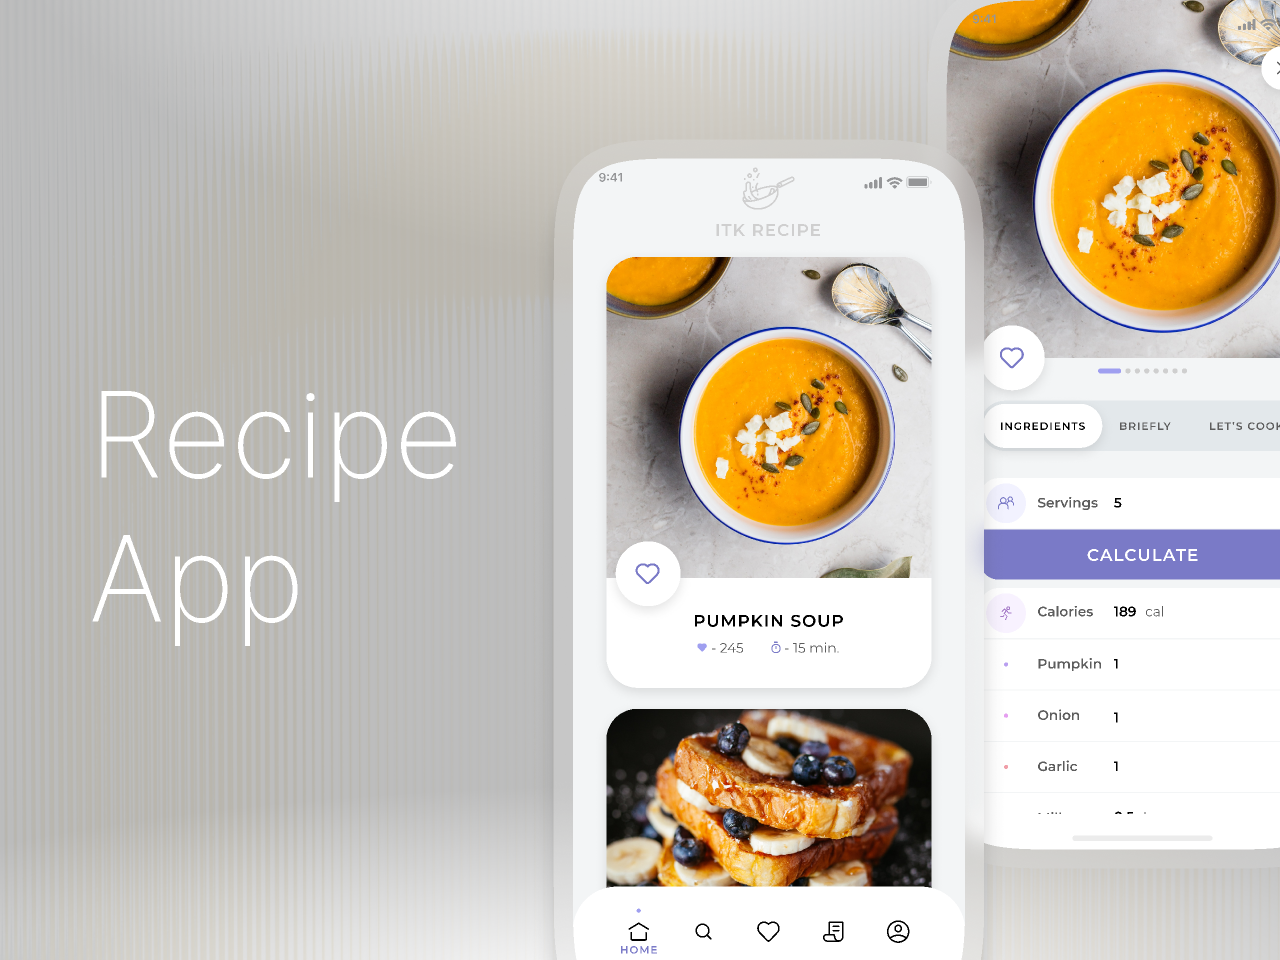 Recipe
App
9:41
ITK RECIPE
PUMPKIN SOUP
- 245
- 15 min.
HOME
9:41
INGREDIENTS
BRIEFLY
LET'S COOK
Servings 5
CALCULATE
Calories 189 cal
Pumpkin 1
Onion 1
Garlic 1